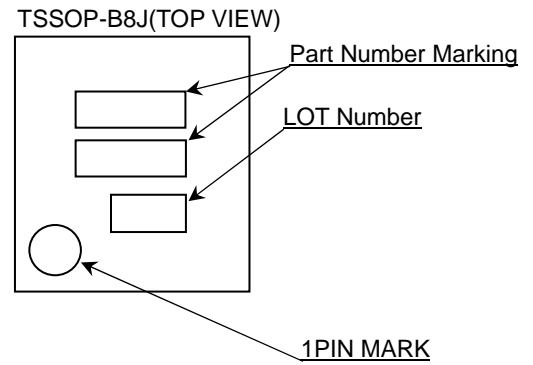 TSSOP-B8J(TOP VIEW)
Part Number Marking
LOT Number
1PIN MARK